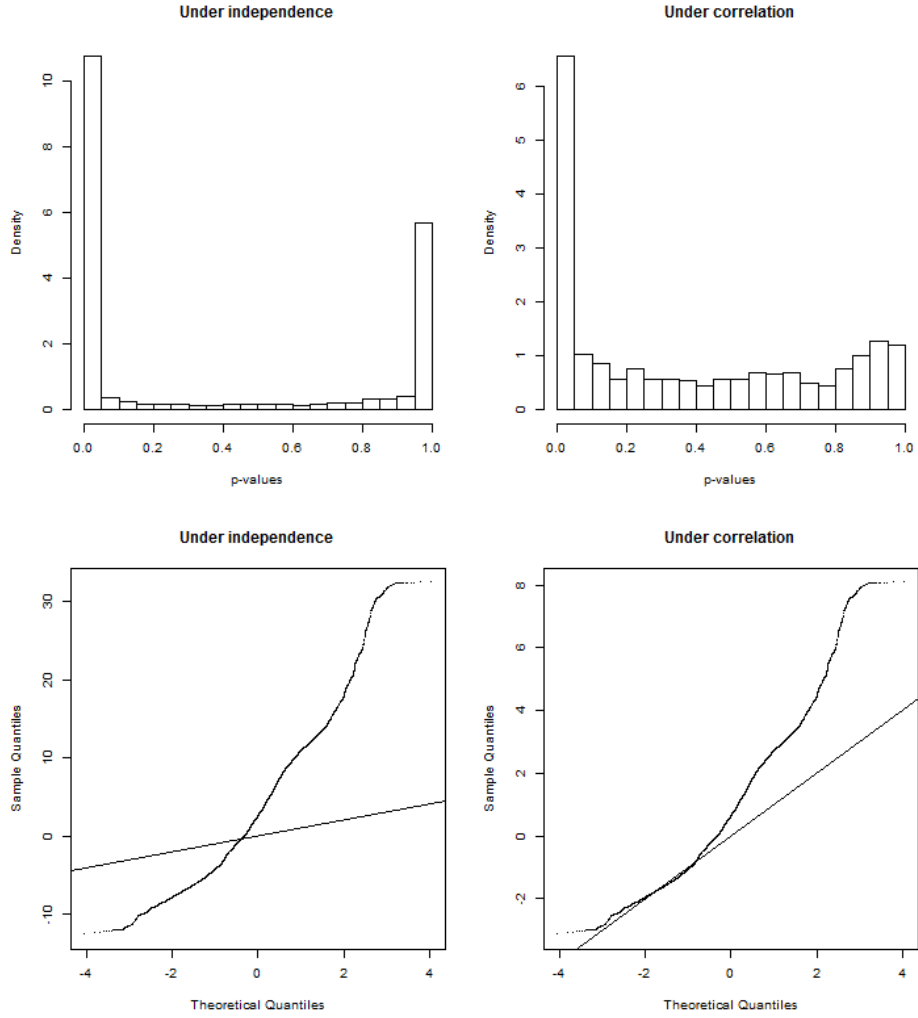 Under independence
Density
0
2
4
6
8
10
0.0 0.2 0.4 0.6 0.8 1.0
p-values
Under correlation
Density
0
1
2
3
4
5
6
0.0 0.2 0.4 0.6 0.8 1.0
p-values
Under independence
Sample Quantiles
-10
0
10
20
30
-4 -2 0 2 4
Theoretical Quantiles
Under correlation
Sample Quantiles
-2
0
2
4
6
8
-4 -2 0 2 4
Theoretical Quantiles